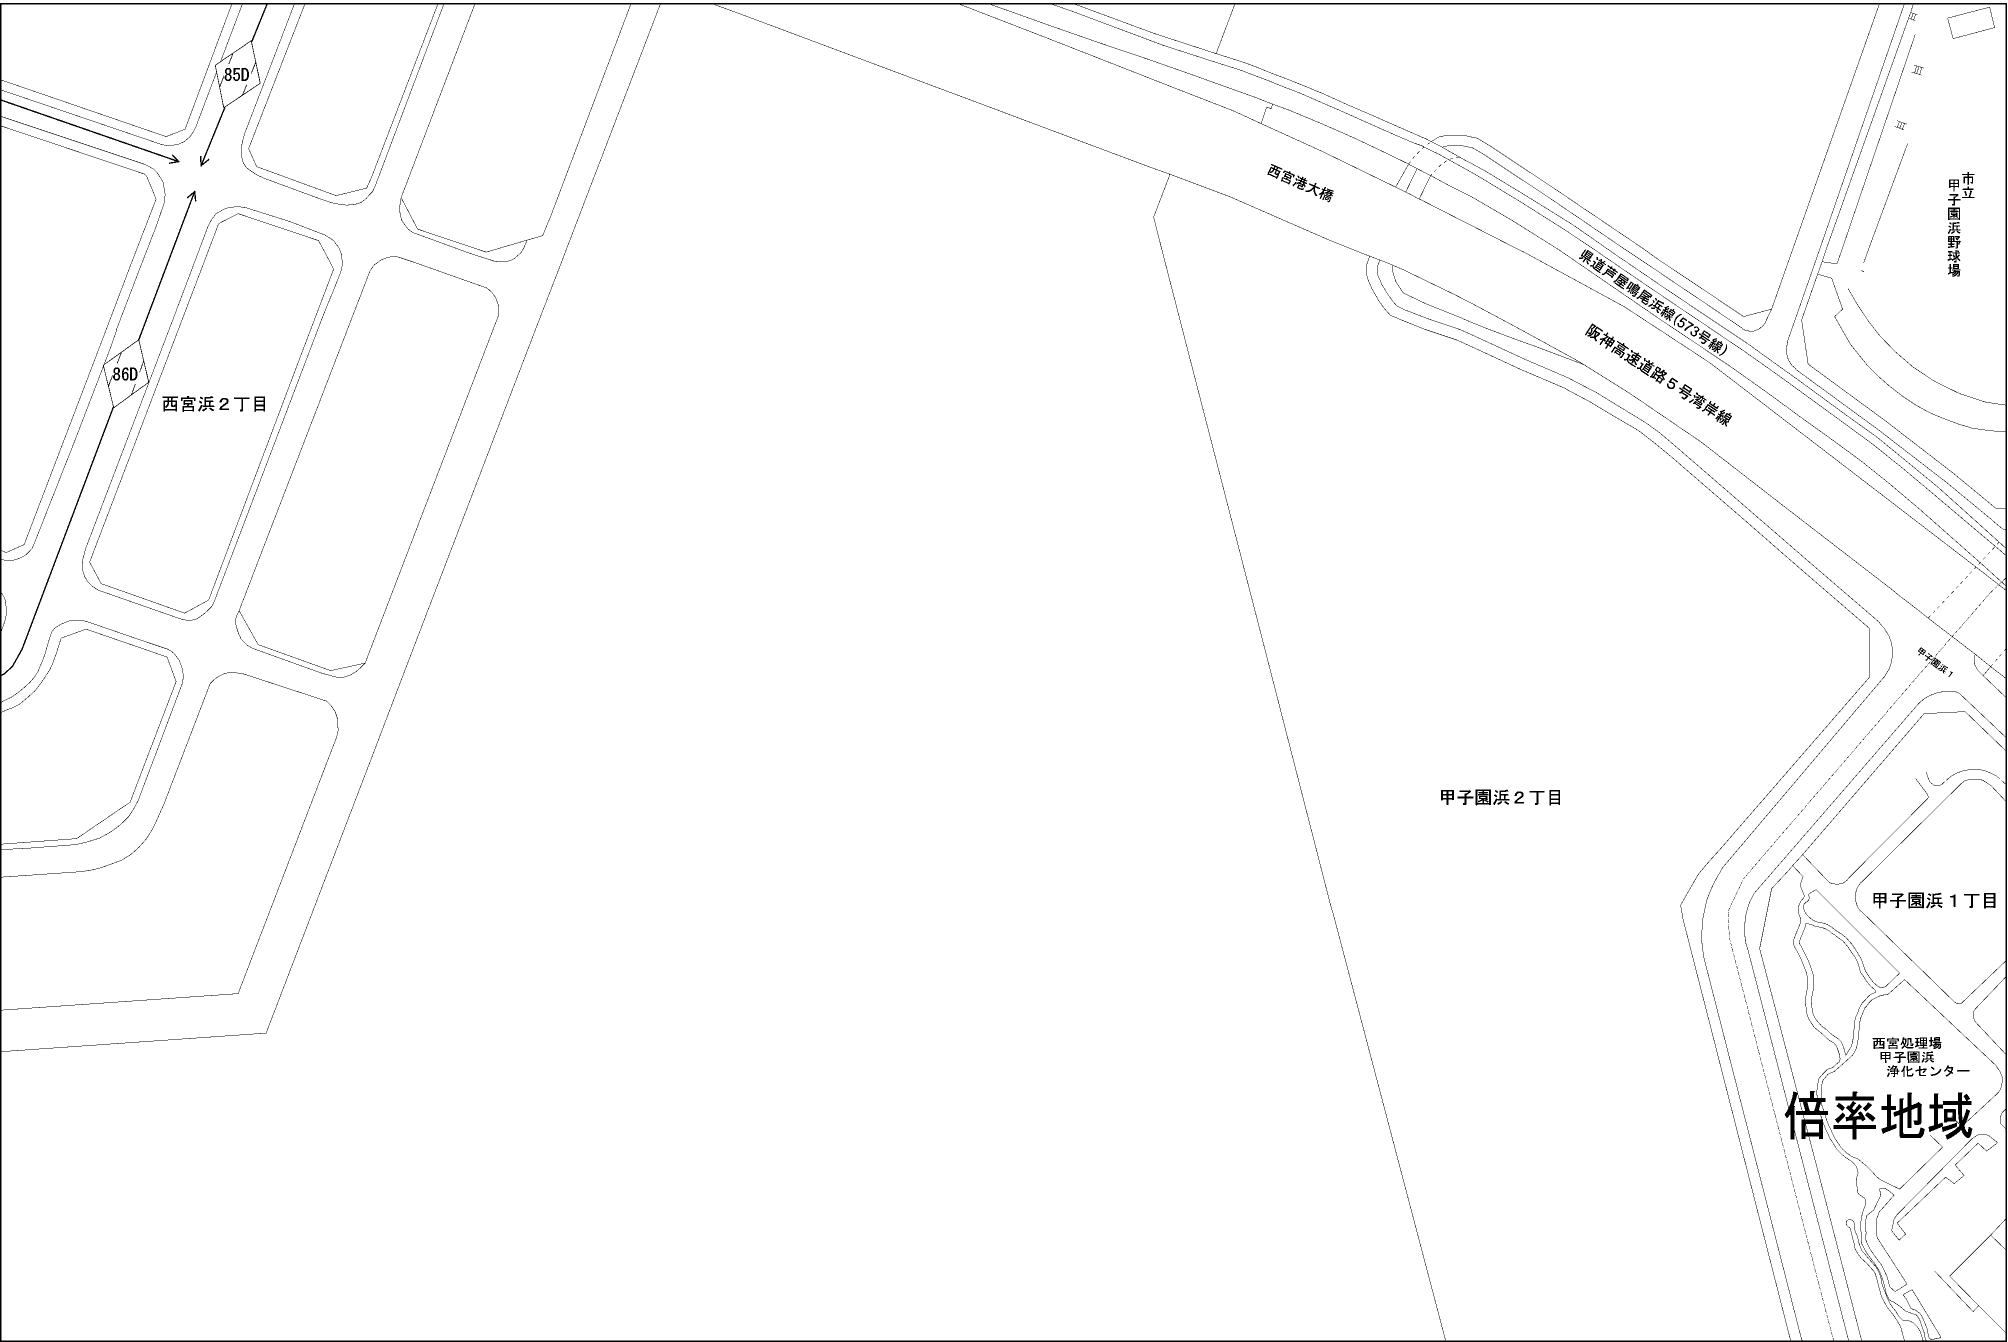 85D
西宮港大橋
市立
甲子園浜野球場
県道芦屋鳴尾浜線(573号線)
阪神高速道路５号湾岸線
86D
西宮浜２丁目
甲子園浜1
甲子園浜２丁目
甲子園浜１丁目
西宮処理場
甲子園浜
浄化センター
倍率地域